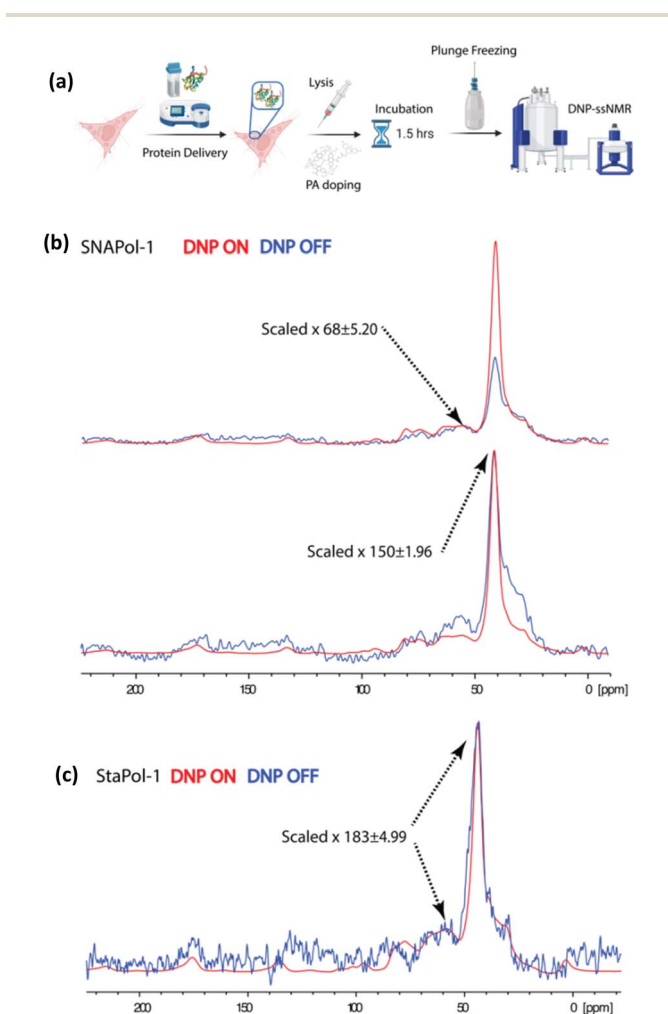 (a)
Plunge Freezing
Lysis
Incubation
DNP-ssNMR
1.5 hrs
Protein Delivery
PA doping
(b) SNAPol-1 DNP ON DNP OFF
Scaled x 68±5.20
Scaled x 150±1.96
200 150 100 50 0 [ppm]
(c) StaPol-1 DNP ON DNP OFF
Scaled x 183±4.99
200 150 100 50 0 [ppm]